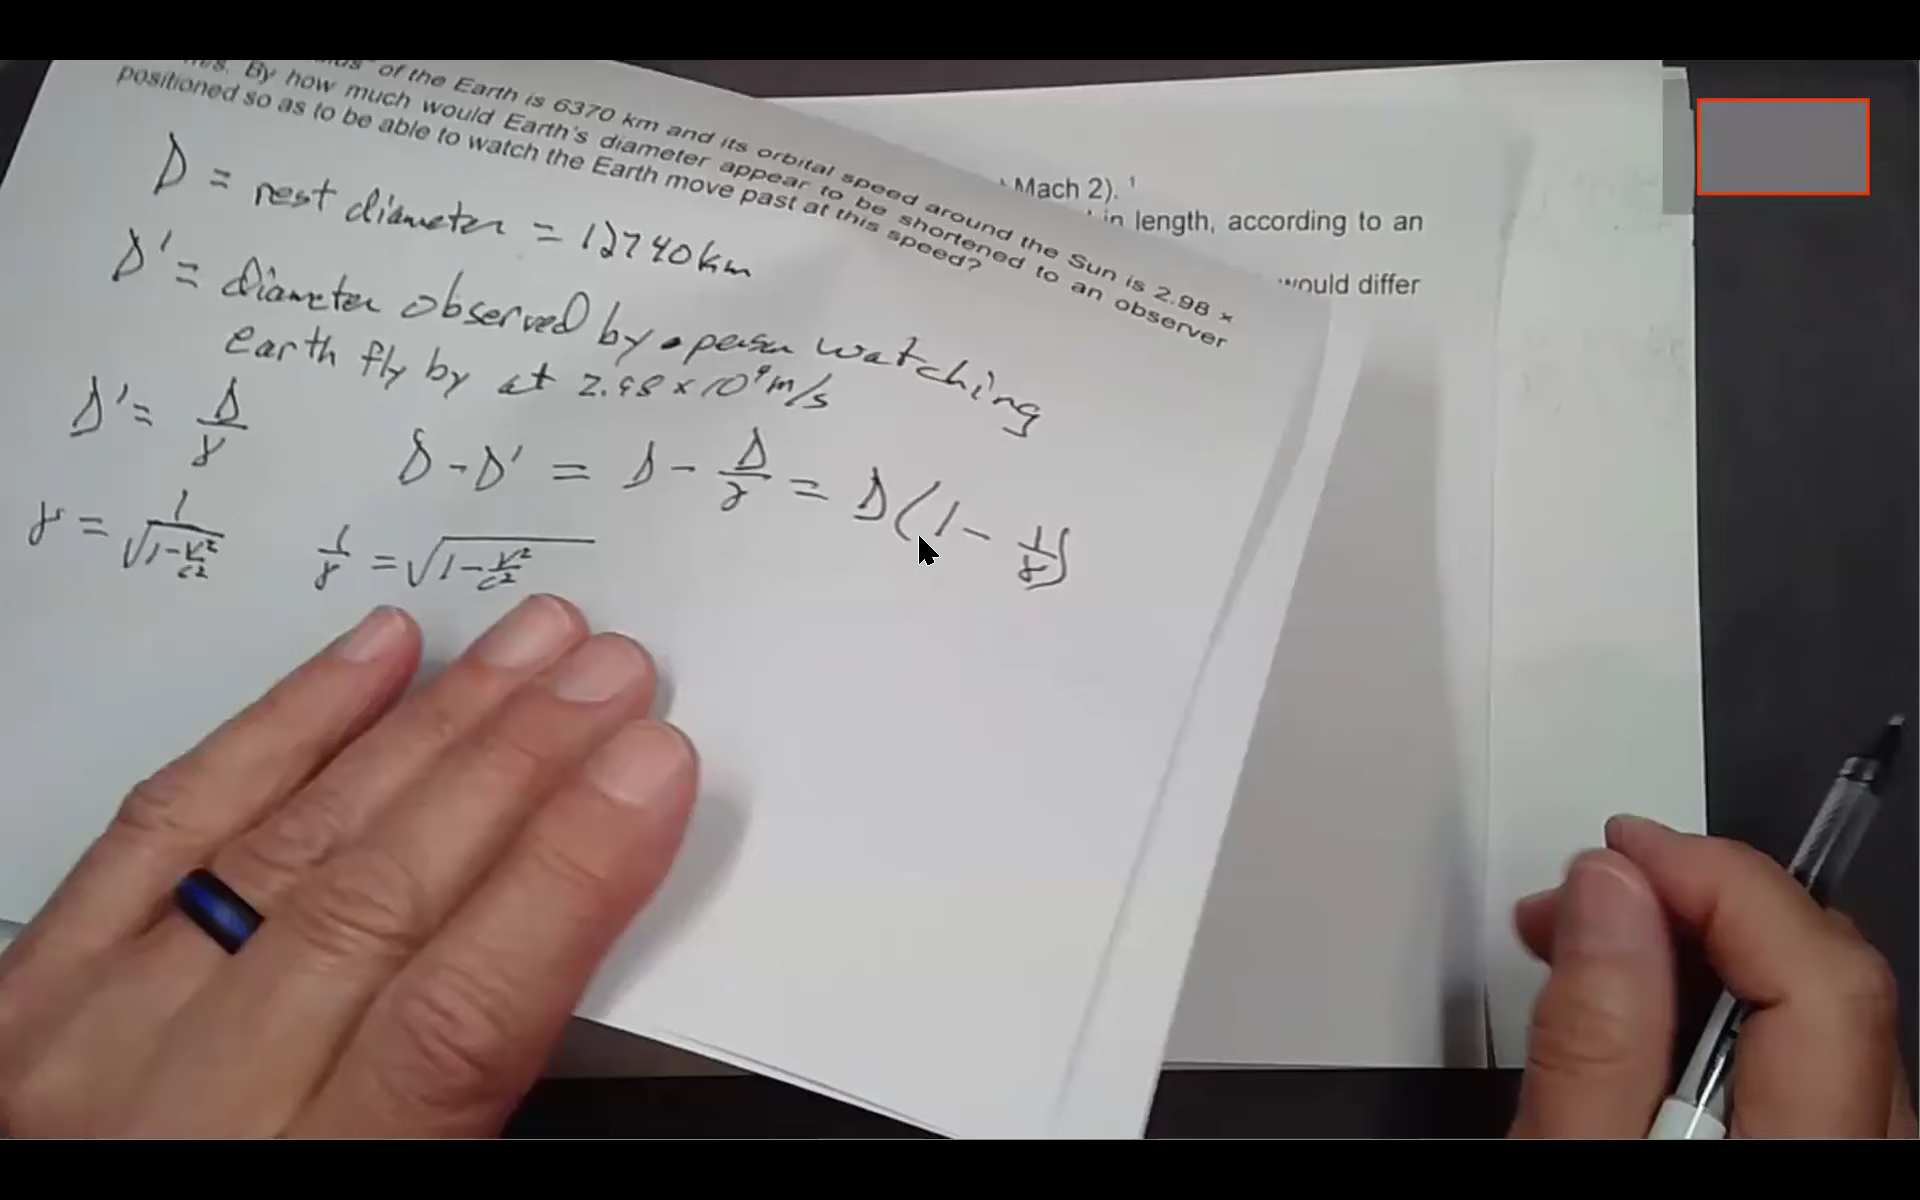 of the Earth is 6370 km and its orbital speed around the Sun is 2.98 ×
m/s. By how much would Earth's diameter appear to be shortened to an observer
positioned so as to be able to watch the Earth move past at this speed?
Mach 2). ¹
in length, according to an
would differ
D = rest diameter = 12740 km
D' = diameter observed by person watching
earth fly by at 2.98 × 10⁴ m/s
D' = D/γ
D - D' = D - D/γ = D(1 - 1/γ)
γ = 1/√(1-v²/c²)
1/γ = √(1-v²/c²)